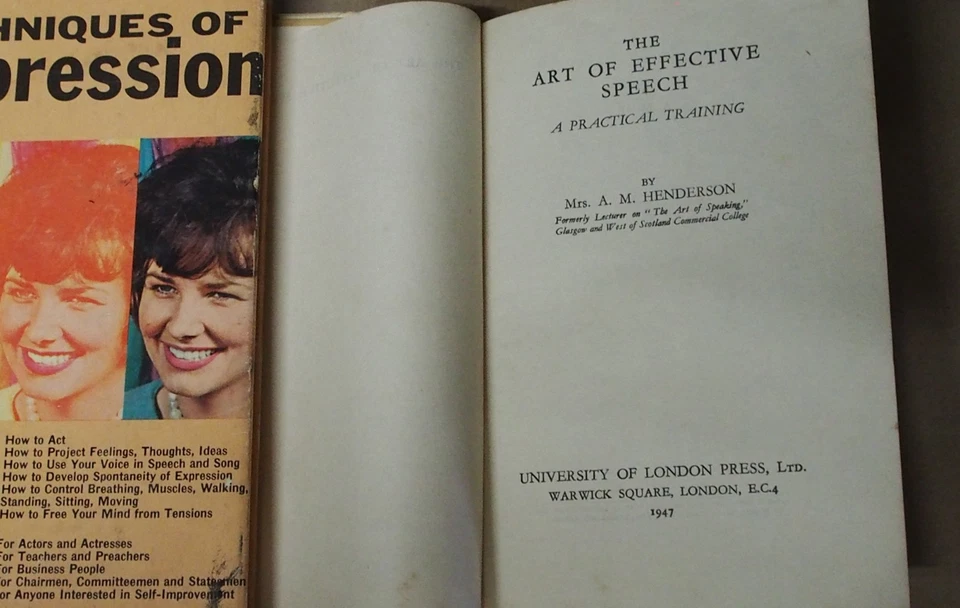 HNIQUES OF
pression
How to Act
How to Project Feelings, Thoughts, Ideas
How to Use Your Voice in Speech and Song
How to Develop Spontaneity of Expression
How to Control Breathing, Muscles, Walking,
Standing, Sitting, Moving
How to Free Your Mind from Tensions
For Actors and Actresses
For Teachers and Preachers
For Business People
or Chairmen, Committeemen and Statesmen
or Anyone Interested in Self-Improvement
THE
ART OF EFFECTIVE
SPEECH
A PRACTICAL TRAINING
BY
Mrs. A. M. HENDERSON
Formerly Lecturer on "The Art of Speaking,"
Glasgow and West of Scotland Commercial College
UNIVERSITY OF LONDON PRESS, LTD.
WARWICK SQUARE, LONDON, E.C.4
1947